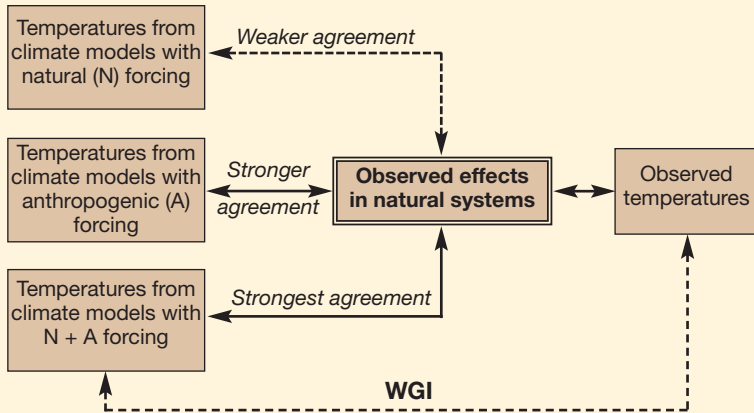 Temperatures from
climate models with
natural (N) forcing
Weaker agreement
Temperatures from
climate models with
anthropogenic (A)
forcing
Stronger
agreement
Observed effects
in natural systems
Observed
temperatures
Temperatures from
climate models with
N + A forcing
Strongest agreement
WGI